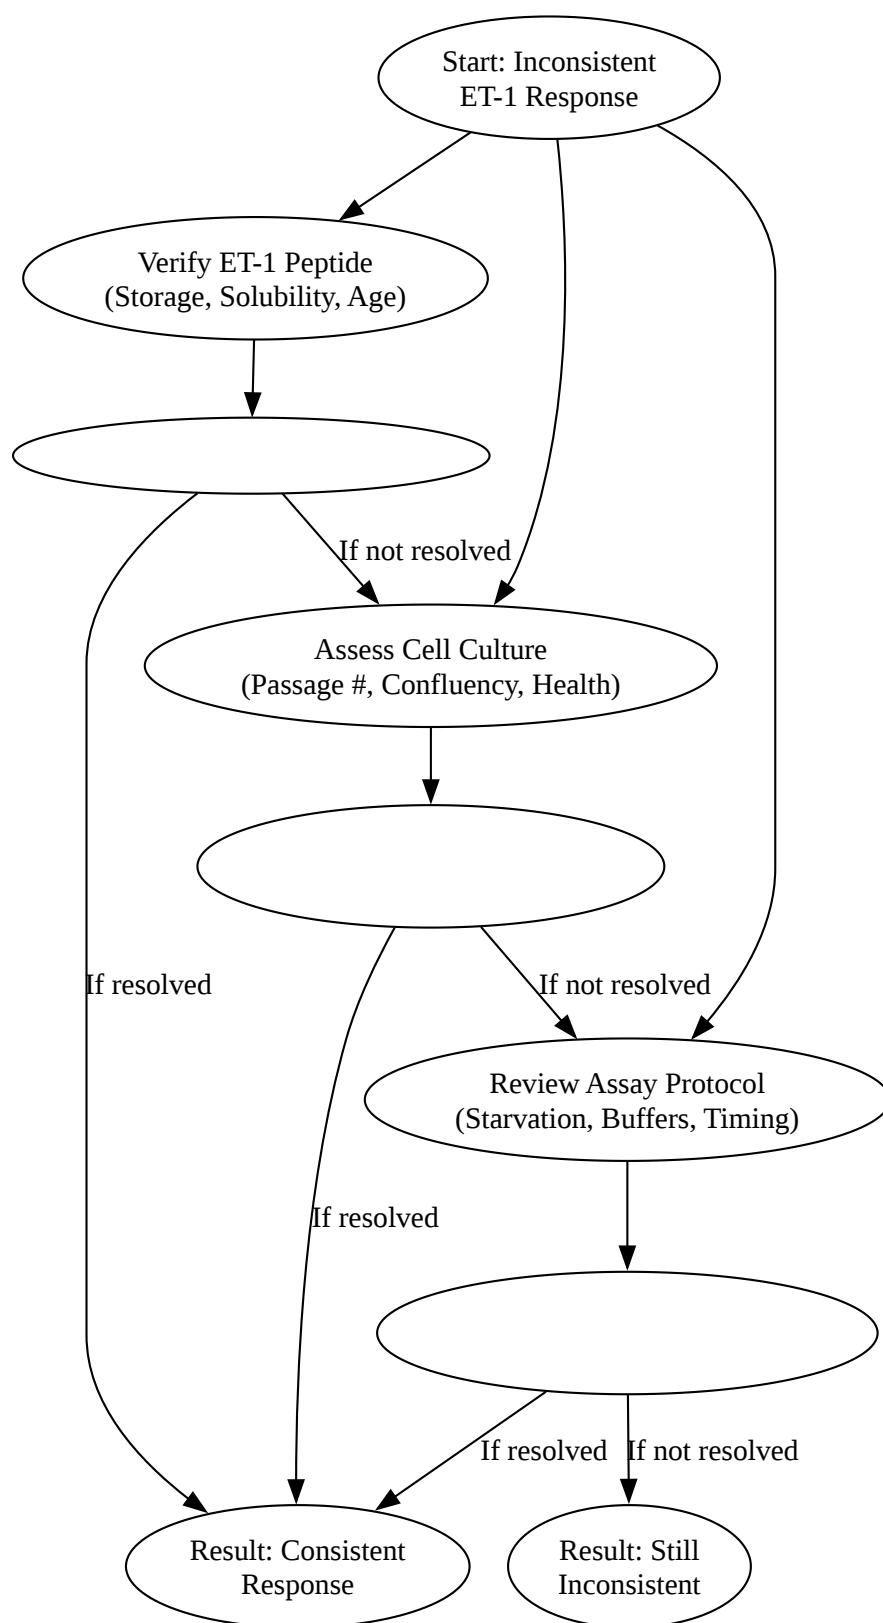 Start: Inconsistent
ET-1 Response
Verify ET-1 Peptide
(Storage, Solubility, Age)
If not resolved
Assess Cell Culture
(Passage #, Confluency, Health)
If resolved
If not resolved
Review Assay Protocol
(Starvation, Buffers, Timing)
If resolved
If resolved
If not resolved
Result: Consistent
Response
Result: Still
Inconsistent